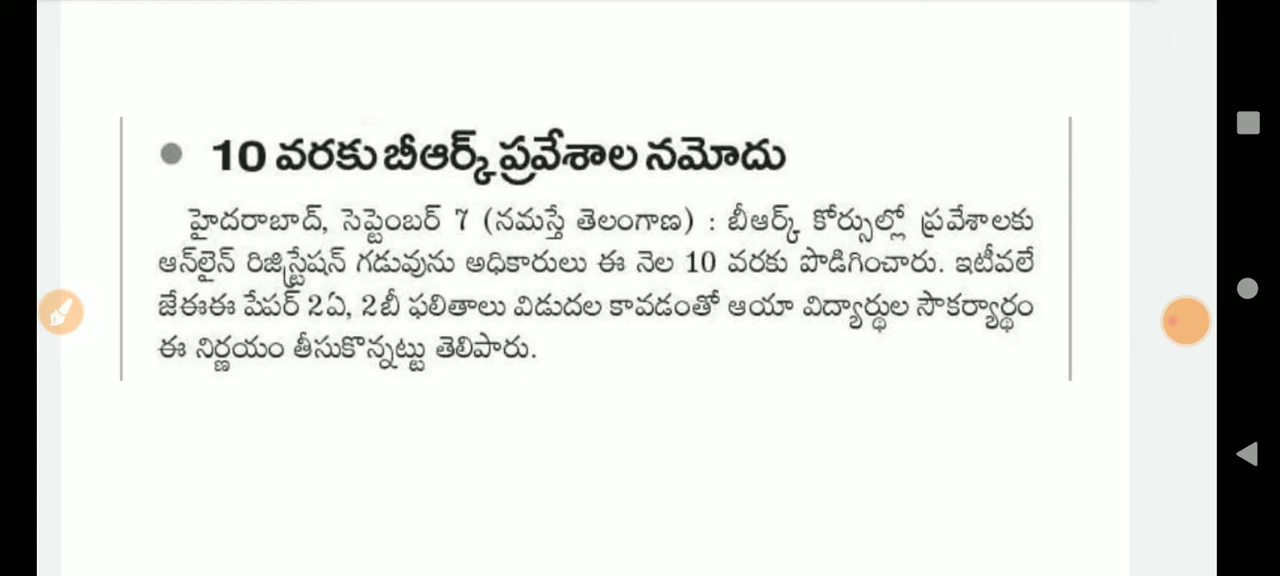 10 వరకు బీఆర్క్ ప్రవేశాల నమోదు
హైదరాబాద్, సెప్టెంబర్ 7 (నమస్తే తెలంగాణ) : బీఆర్క్ కోర్సుల్లో ప్రవేశాలకు
ఆన్‌లైన్ రిజిస్ట్రేషన్ గడువును అధికారులు ఈ నెల 10 వరకు పొడిగించారు. ఇటీవలే
జేఈఈ పేపర్ 2ఏ, 2బీ ఫలితాలు విడుదల కావడంతో ఆయా విద్యార్థుల సౌకర్యార్థం
ఈ నిర్ణయం తీసుకొన్నట్టు తెలిపారు.